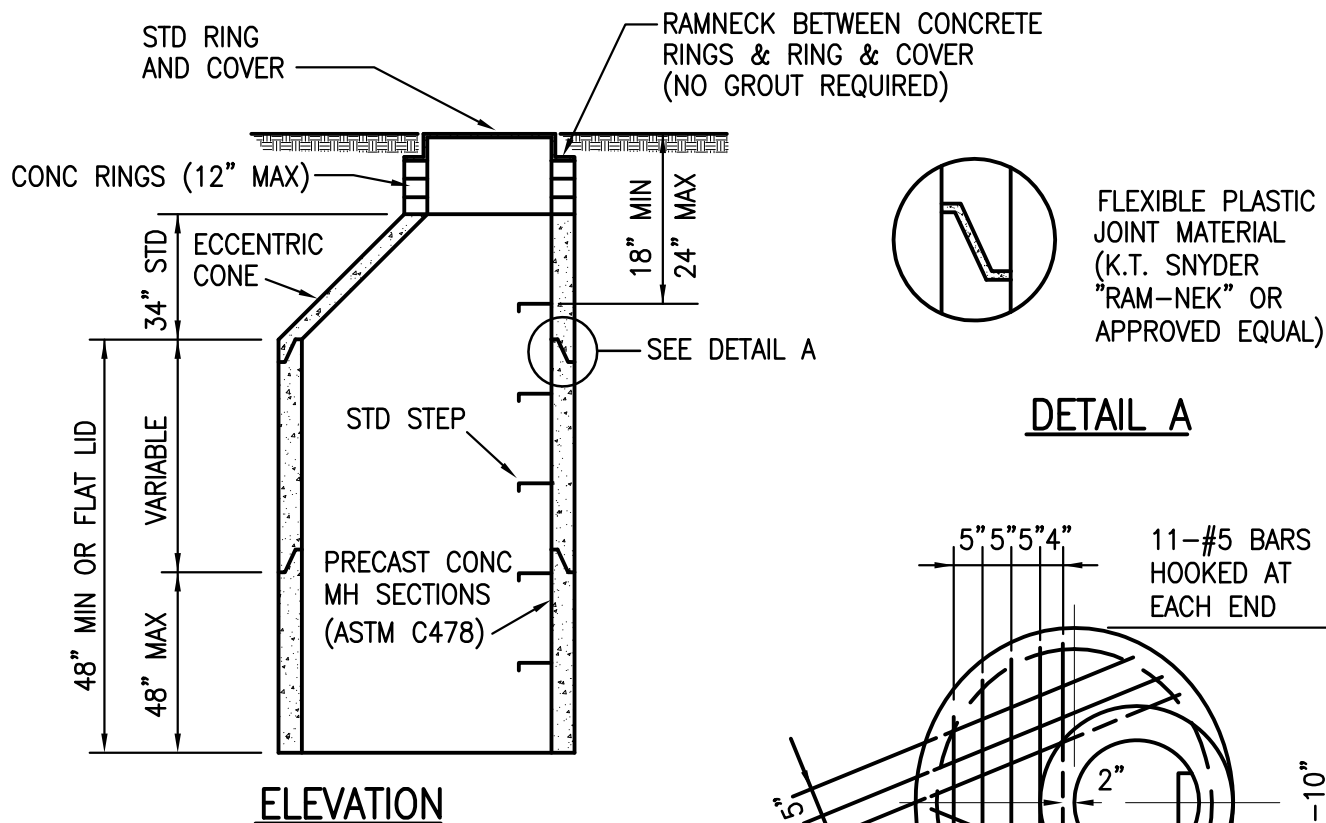 STD RING
AND COVER
RAMNECK BETWEEN CONCRETE
RINGS & RING & COVER
(NO GROUT REQUIRED)
CONC RINGS (12" MAX)
ECCENTRIC
CONE
34" STD
18" MIN
24" MAX
SEE DETAIL A
STD STEP
48" MIN OR FLAT LID
VARIABLE
48" MAX
PRECAST CONC
MH SECTIONS
(ASTM C478)
ELEVATION
FLEXIBLE PLASTIC
JOINT MATERIAL
(K.T. SNYDER
"RAM-NEK" OR
APPROVED EQUAL)
DETAIL A
5" 5" 5" 4"
11-#5 BARS
HOOKED AT
EACH END
5"
2"
-10"